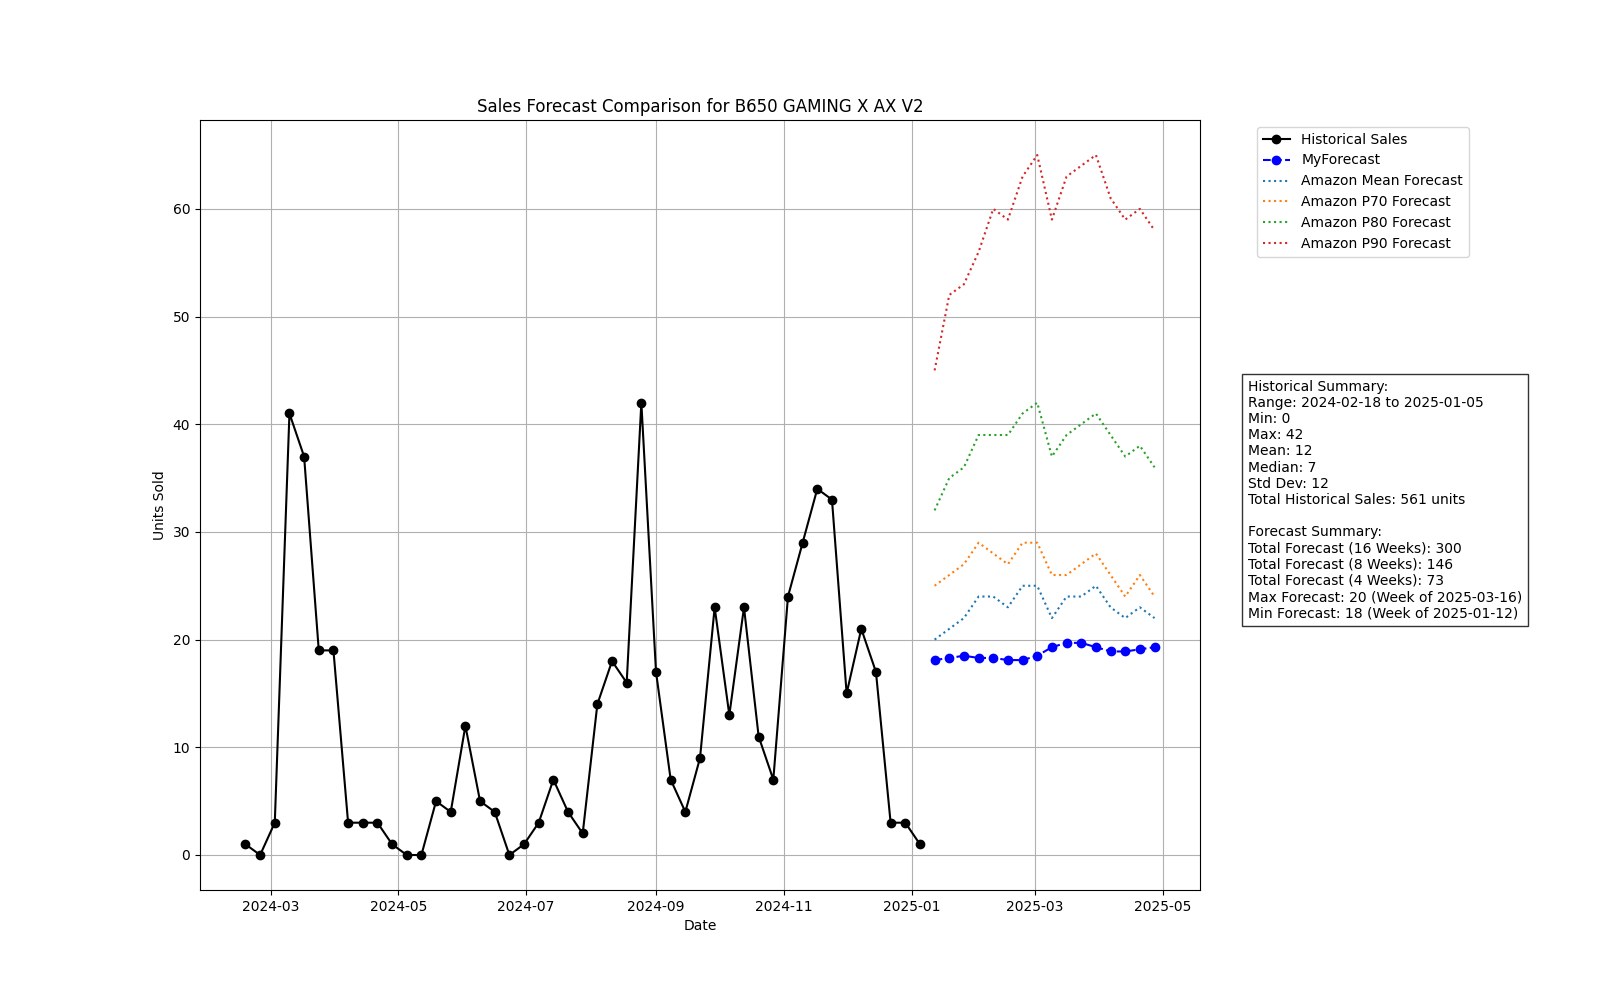 Sales Forecast Comparison for B650 GAMING X AX V2
Units Sold
60
50
40
30
20
10
0
2024-03
2024-05
2024-07
2024-09
2024-11
2025-01
2025-03
2025-05
Date
Historical Sales
MyForecast
Amazon Mean Forecast
Amazon P70 Forecast
Amazon P80 Forecast
Amazon P90 Forecast
Historical Summary:
Range: 2024-02-18 to 2025-01-05
Min: 0
Max: 42
Mean: 12
Median: 7
Std Dev: 12
Total Historical Sales: 561 units
Forecast Summary:
Total Forecast (16 Weeks): 300
Total Forecast (8 Weeks): 146
Total Forecast (4 Weeks): 73
Max Forecast: 20 (Week of 2025-03-16)
Min Forecast: 18 (Week of 2025-01-12)